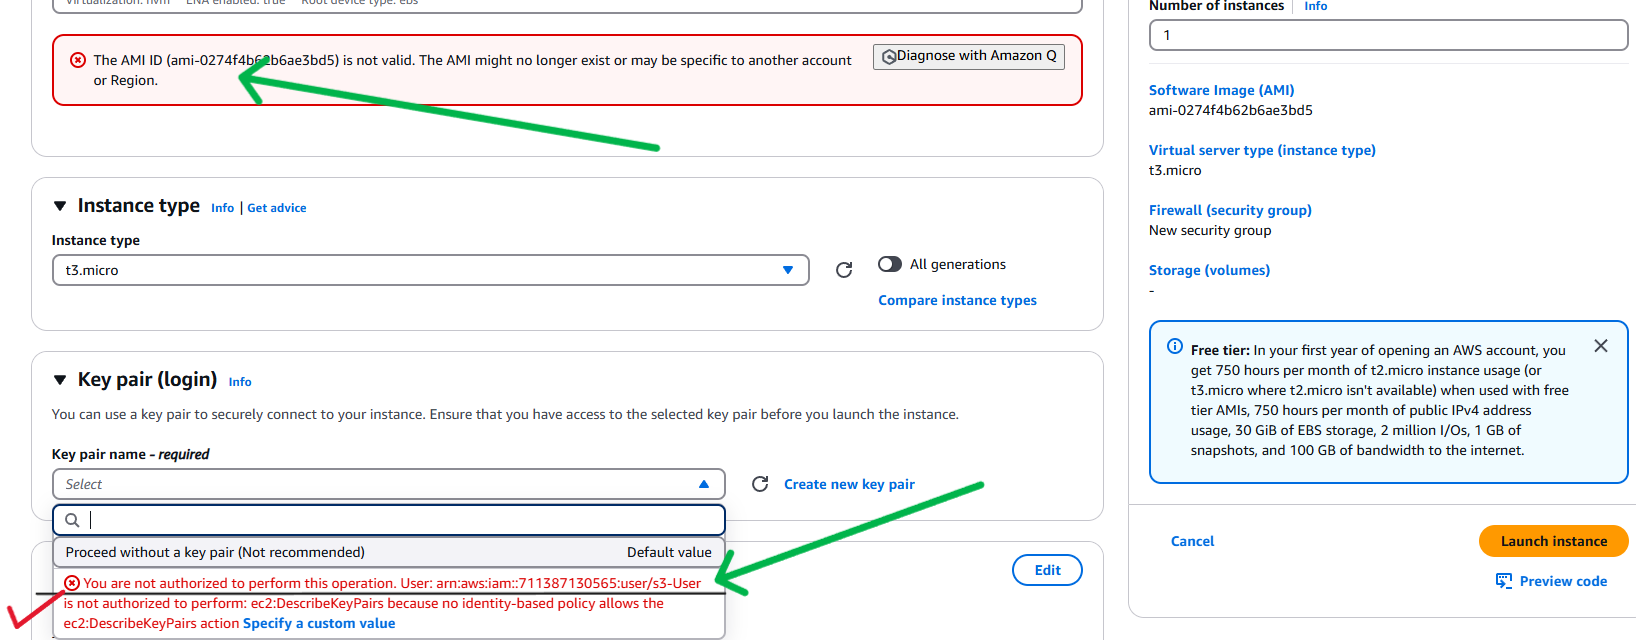 Virtualization: hvm    ENA enabled: true    Root device type: ebs
The AMI ID (ami-0274f4b62b6ae3bd5) is not valid. The AMI might no longer exist or may be specific to another account
or Region.
Diagnose with Amazon Q
Instance type Info | Get advice
Instance type
t3.micro
All generations
Compare instance types
Key pair (login) Info
You can use a key pair to securely connect to your instance. Ensure that you have access to the selected key pair before you launch the instance.
Key pair name - required
Select
Create new key pair
Proceed without a key pair (Not recommended) Default value
You are not authorized to perform this operation. User: arn:aws:iam::711387130565:user/s3-User
is not authorized to perform: ec2:DescribeKeyPairs because no identity-based policy allows the
ec2:DescribeKeyPairs action Specify a custom value
Edit
Number of instances Info
1
Software Image (AMI)
ami-0274f4b62b6ae3bd5
Virtual server type (instance type)
t3.micro
Firewall (security group)
New security group
Storage (volumes)
-
Free tier: In your first year of opening an AWS account, you
get 750 hours per month of t2.micro instance usage (or
t3.micro where t2.micro isn't available) when used with free
tier AMIs, 750 hours per month of public IPv4 address
usage, 30 GiB of EBS storage, 2 million I/Os, 1 GB of
snapshots, and 100 GB of bandwidth to the internet.
Cancel
Launch instance
Preview code